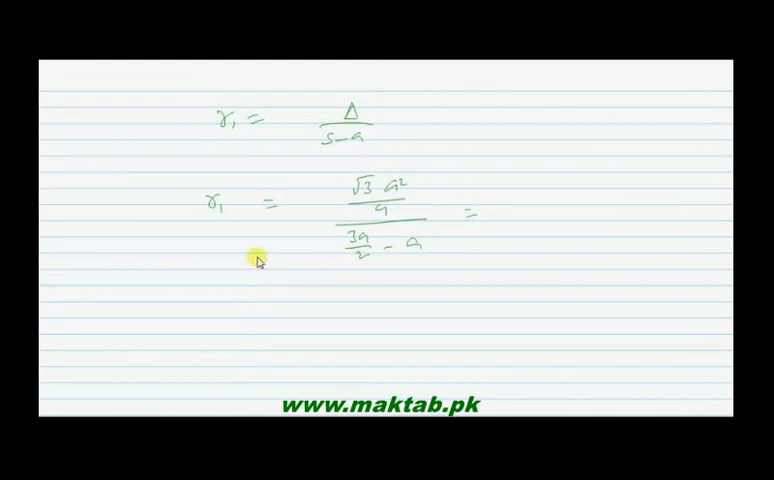 r₁ = Δ / (s-a)
r₁ = (√3 a² / 4) / (3a/2 - a) =
www.maktab.pk